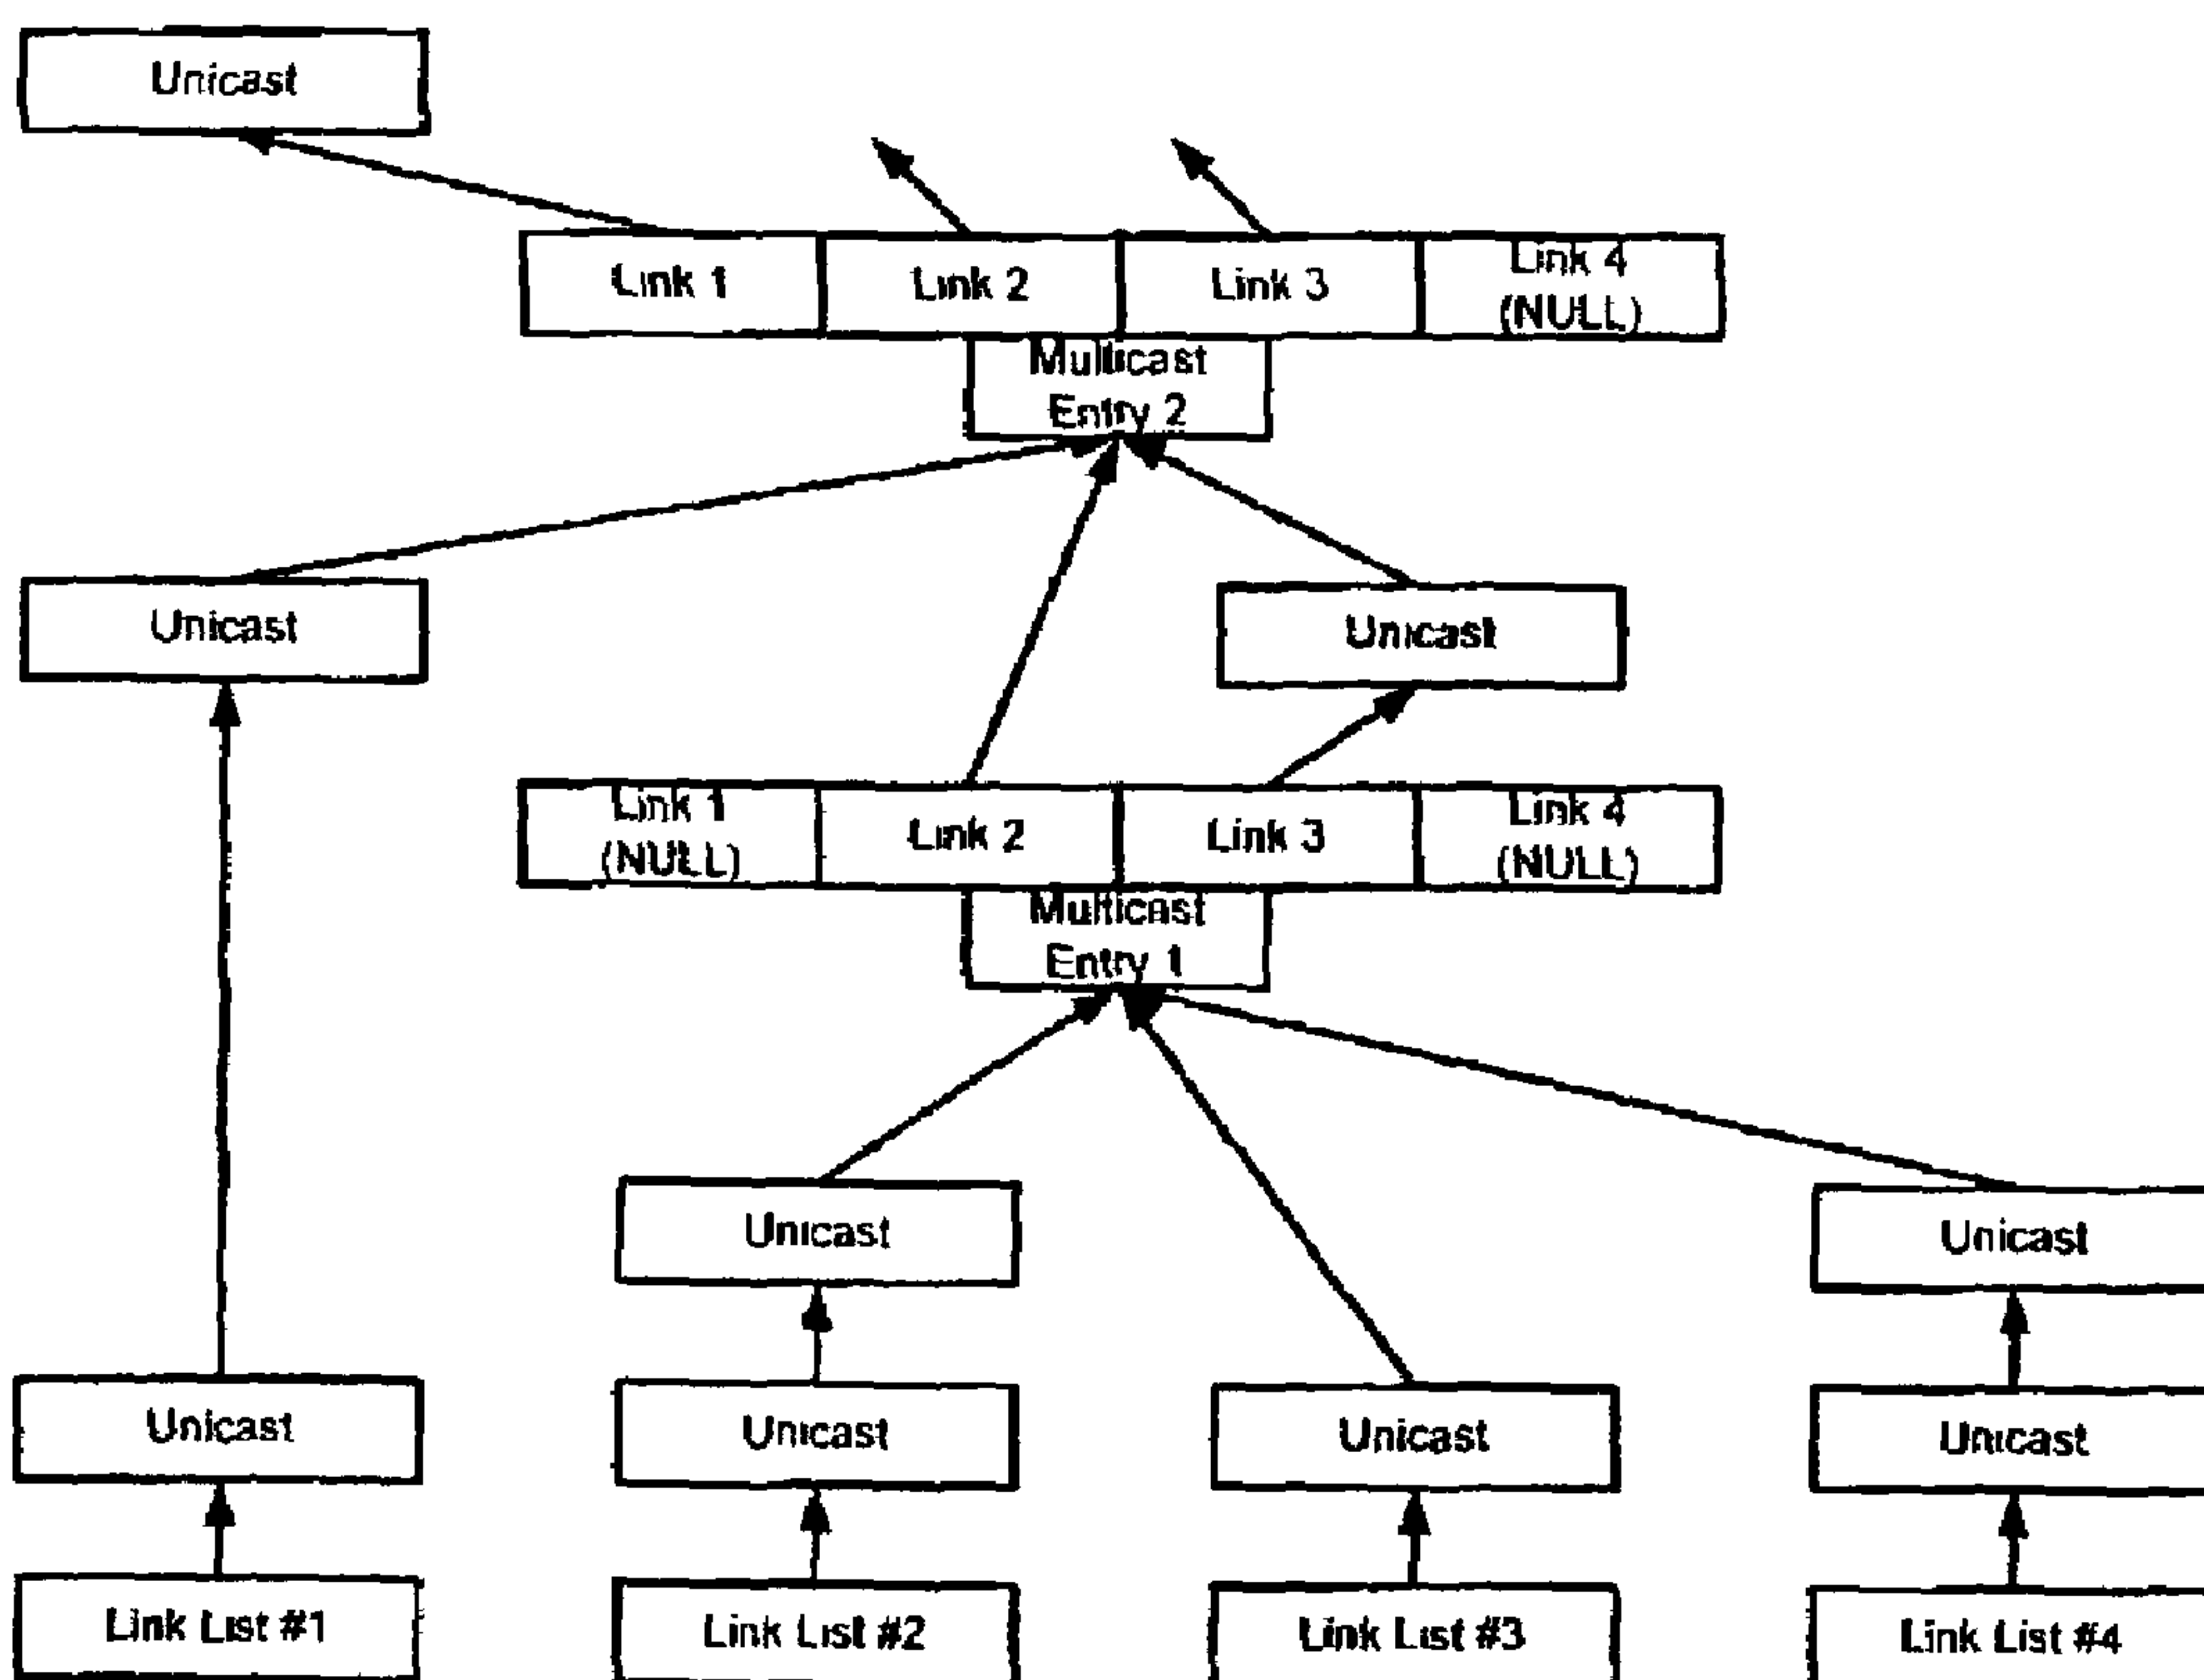 Unicast
Link 1
Link 2
Link 3
Link 4
(NULL)
Multicast
Entry 2
Unicast
Unicast
Link 1
(NULL)
Link 2
Link 3
Link 4
(NULL)
Multicast
Entry 1
Unicast
Unicast
Unicast
Unicast
Unicast
Unicast
Link List #1
Link List #2
Link List #3
Link List #4